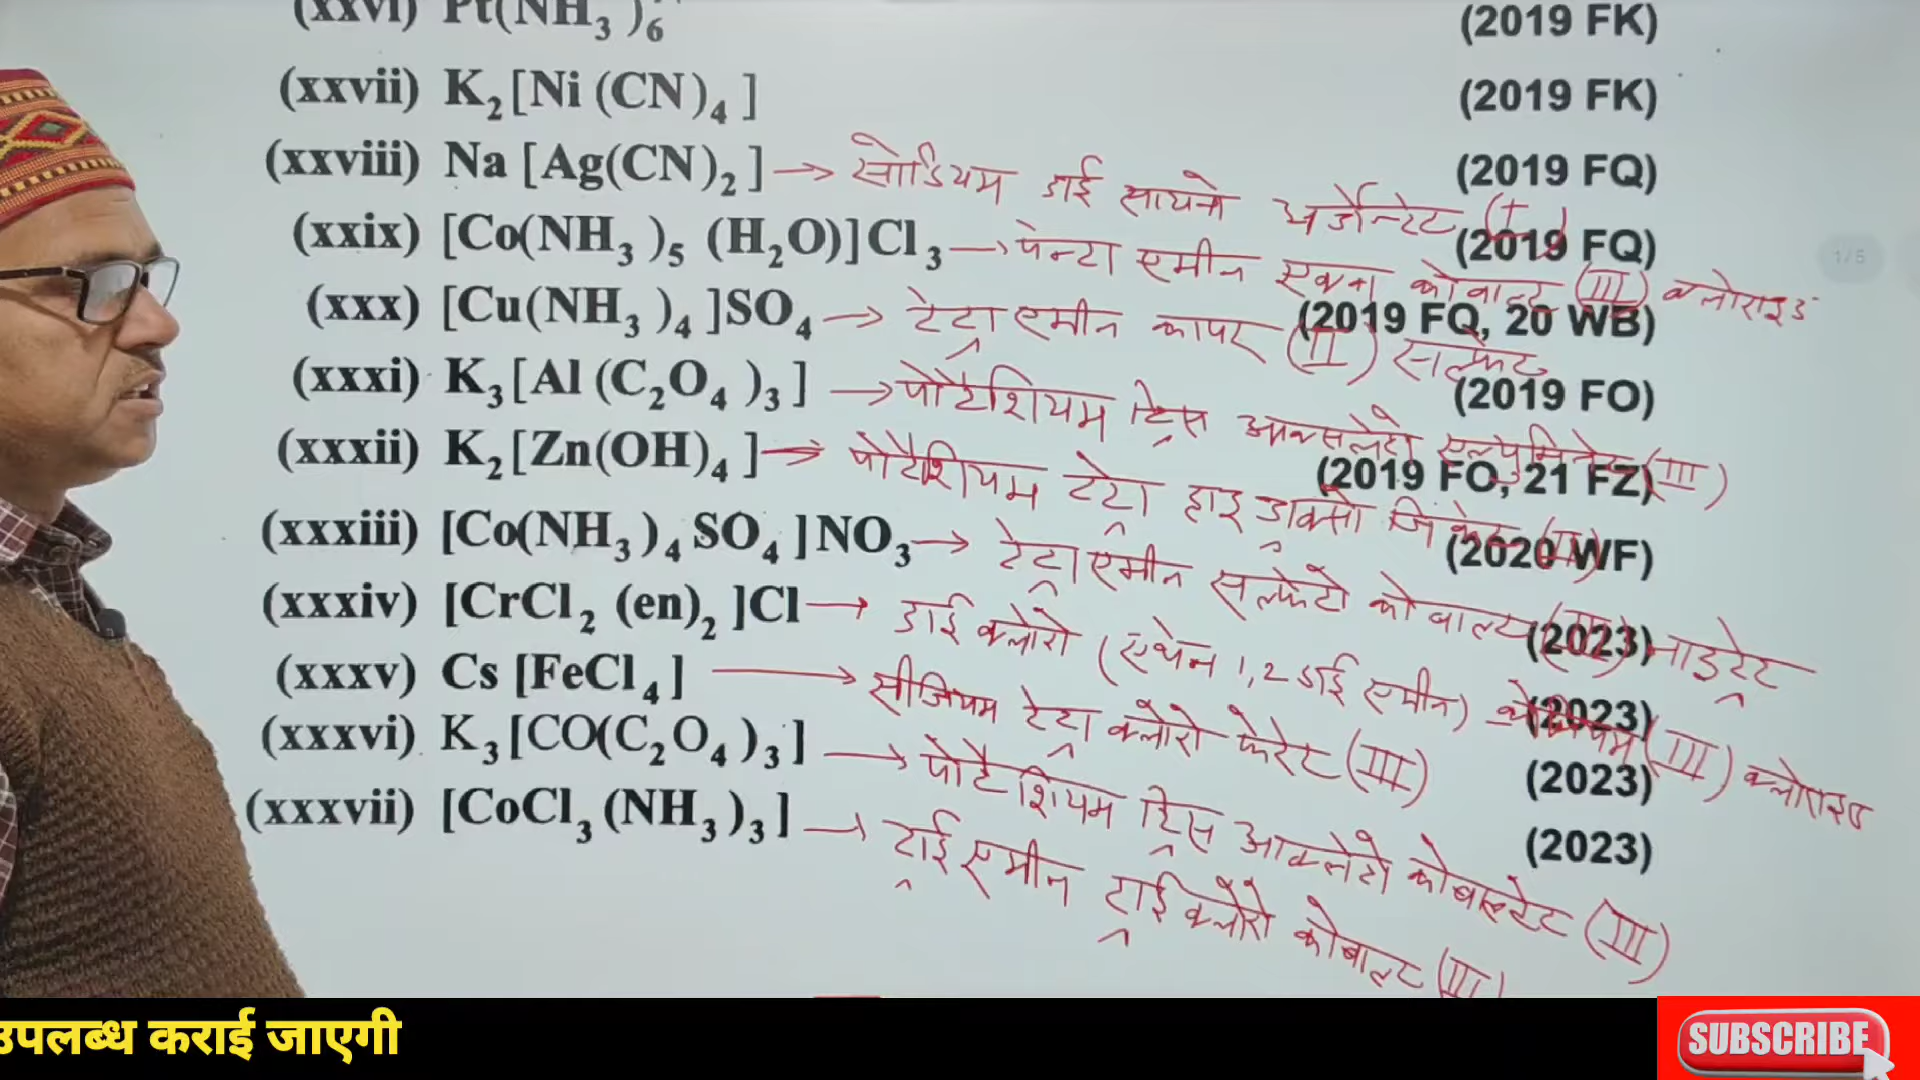 (xxvi) Pt(NH3)6 (2019 FK)
(xxvii) K2[Ni (CN)4] (2019 FK)
(xxviii) Na [Ag(CN)2] → सोडियम डाई सायनो अर्जेन्टेट (I) (2019 FQ)
(xxix) [Co(NH3)5 (H2O)]Cl3 → पेन्टा एमीन एक्वा कोबाल्ट (III) क्लोराइड (2019 FQ)
(xxx) [Cu(NH3)4]SO4 → टेट्रा एमीन कापर (II) सल्फेट (2019 FQ, 20 WB)
(xxxi) K3[Al (C2O4)3] → पोटैशियम ट्रिस आक्सलेटो एल्युमिनेट (III) (2019 FO)
(xxxii) K2[Zn(OH)4] → पोटैशियम टेट्रा हाइड्राक्सो जिंकेट (II) (2019 FO, 21 FZ)
(xxxiii) [Co(NH3)4 SO4]NO3 → टेट्रा एमीन सल्फेटो कोबाल्ट (III) नाइट्रेट (2020 WF)
(xxxiv) [CrCl2 (en)2]Cl → डाई क्लोरो (एथेन 1,2 डाई एमीन) (III) क्लोराइड (2023)
(xxxv) Cs [FeCl4] → सीजियम टेट्रा क्लोरो फेरेट (III) (2023)
(xxxvi) K3[CO(C2O4)3] → पोटैशियम ट्रिस आक्लेटो कोबाल्टेट (III) (2023)
(xxxvii) [CoCl3 (NH3)3] → ट्राई एमीन ट्राई क्लोरो कोबाल्ट (III) (2023)
1/5
उपलब्ध कराई जाएगी
SUBSCRIBE